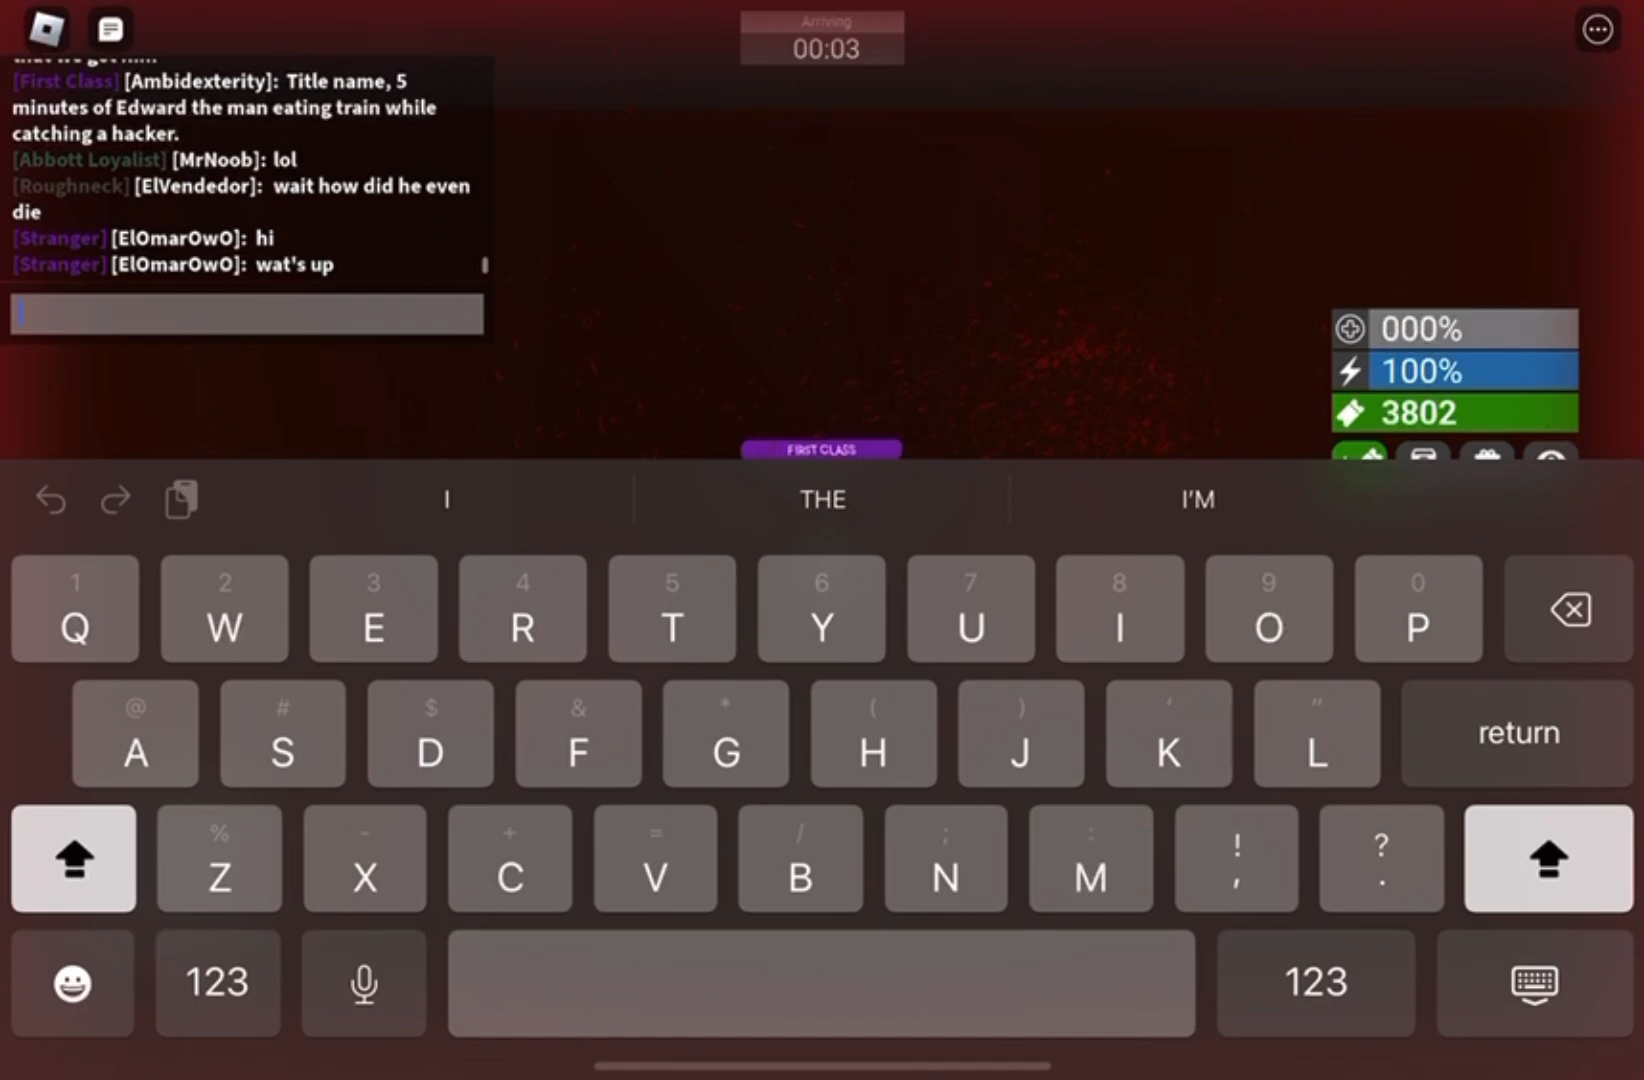 Arriving
00:03
[First Class] [Ambidexterity]: Title name, 5
minutes of Edward the man eating train while
catching a hacker.
[Abbott Loyalist] [MrNoob]: lol
[Roughneck] [ElVendedor]: wait how did he even
die
[Stranger] [ElOmarOwO]: hi
[Stranger] [ElOmarOwO]: wat's up
000%
100%
3802
FIRST CLASS
I THE I'M
1 2 3 4 5 6 7 8 9 0
Q W E R T Y U I O P
@ # $ & * ( ) ' "
A S D F G H J K L return
% - + = / ; : ! ?
Z X C V B N M , .
123 123